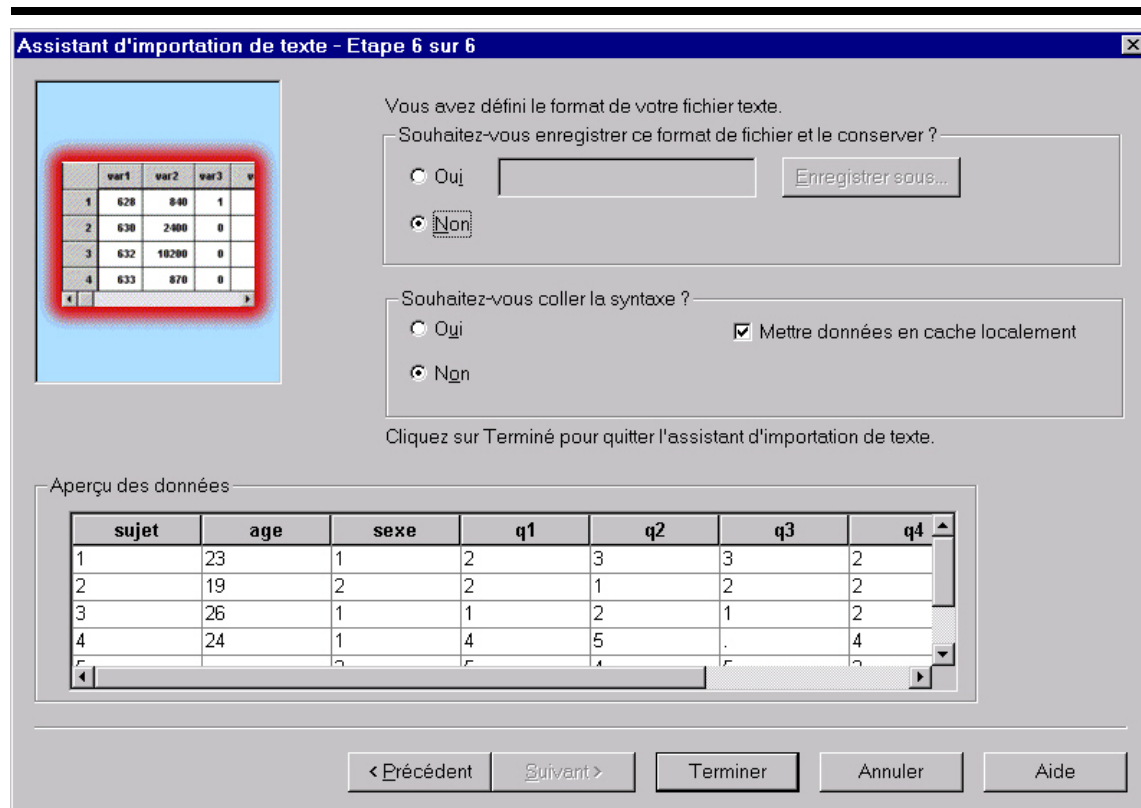 Assistant d'importation de texte - Etape 6 sur 6
Vous avez défini le format de votre fichier texte.
Souhaitez-vous enregistrer ce format de fichier et le conserver ?
Oui Enregistrer sous...
Non
var1 var2 var3 v
1 628 840 1
2 630 2400 0
3 632 10200 0
4 633 870 0
Souhaitez-vous coller la syntaxe ?
Oui Mettre données en cache localement
Non
Cliquez sur Terminé pour quitter l'assistant d'importation de texte.
Aperçu des données
sujet age sexe q1 q2 q3 q4
1 23 1 2 3 3 2
2 19 2 2 1 2 2
3 26 1 1 2 1 2
4 24 1 4 5 . 4
< Précédent Suivant > Terminer Annuler Aide